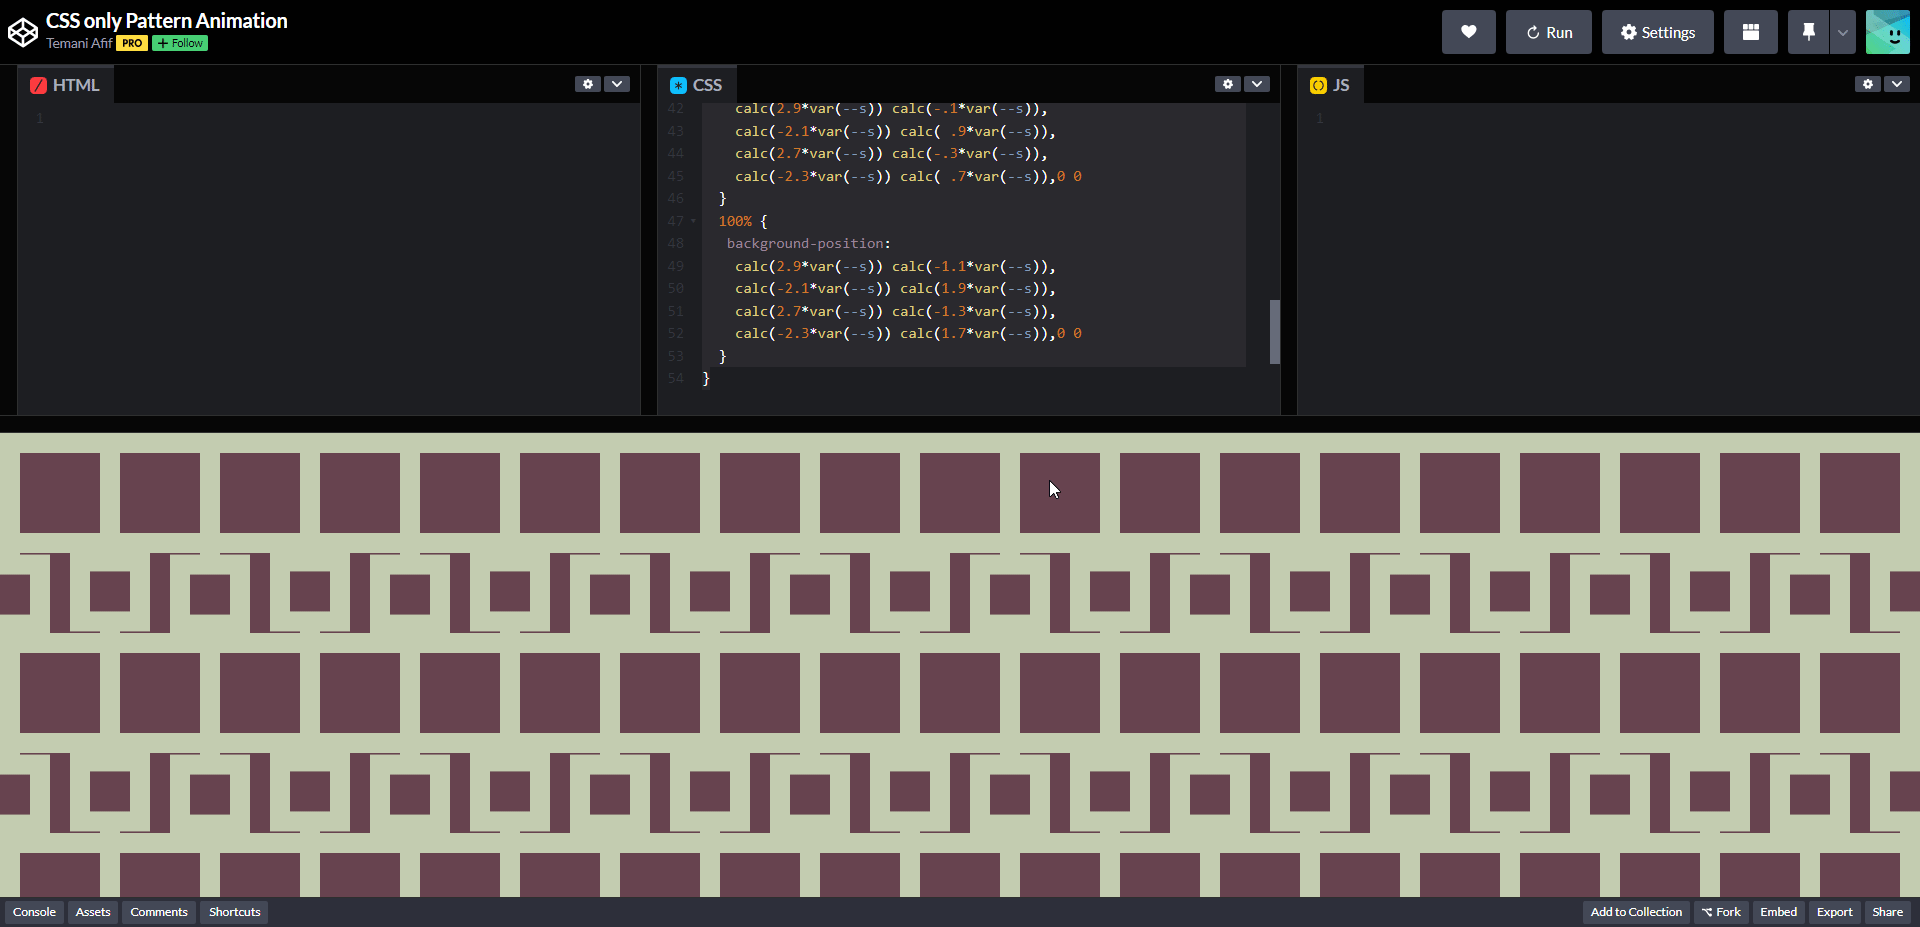 CSS only Pattern Animation
Temani Afif PRO + Follow
Run
Settings
HTML
1
CSS
42 calc(2.9*var(--s)) calc(-.1*var(--s)),
43 calc(-2.1*var(--s)) calc( .9*var(--s)),
44 calc(2.7*var(--s)) calc(-.3*var(--s)),
45 calc(-2.3*var(--s)) calc( .7*var(--s)),0 0
46 }
47 100% {
48 background-position:
49 calc(2.9*var(--s)) calc(-1.1*var(--s)),
50 calc(-2.1*var(--s)) calc(1.9*var(--s)),
51 calc(2.7*var(--s)) calc(-1.3*var(--s)),
52 calc(-2.3*var(--s)) calc(1.7*var(--s)),0 0
53 }
54 }
JS
1
Console Assets Comments Shortcuts
Add to Collection Fork Embed Export Share